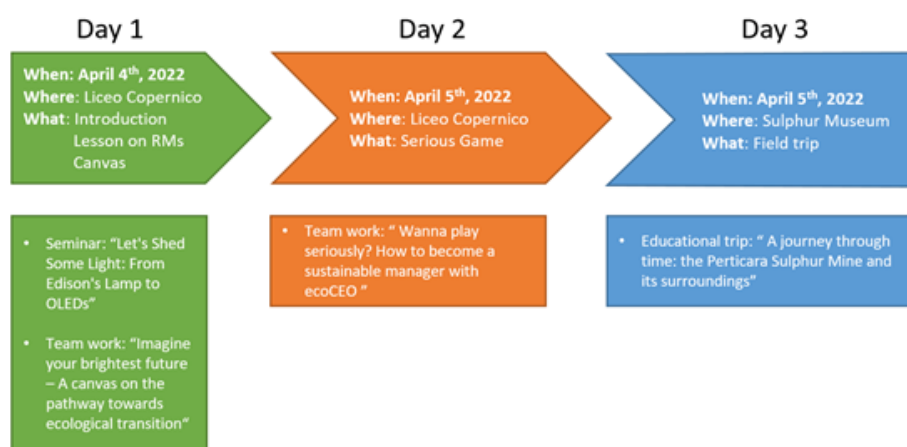 Day 1
When: April 4th, 2022
Where: Liceo Copernico
What: Introduction
Lesson on RMs
Canvas
• Seminar: “Let's Shed
Some Light: From
Edison's Lamp to
OLEDs”
• Team work: “Imagine
your brightest future
– A canvas on the
pathway towards
ecological transition”
Day 2
When: April 5th, 2022
Where: Liceo Copernico
What: Serious Game
• Team work: “ Wanna play
seriously? How to become a
sustainable manager with
ecoCEO ”
Day 3
When: April 5th, 2022
Where: Sulphur Museum
What: Field trip
• Educational trip: “ A journey through
time: the Perticara Sulphur Mine and
its surroundings”